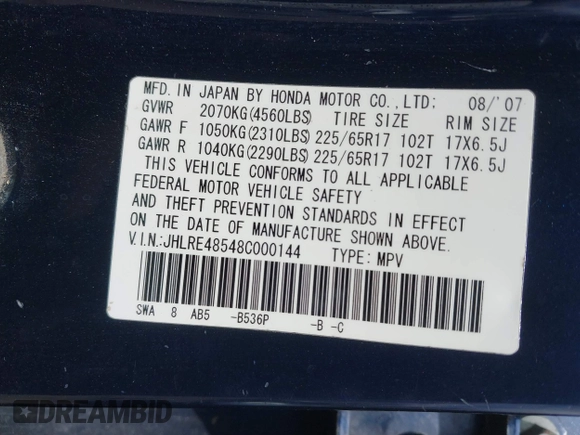 MFD. IN JAPAN BY HONDA MOTOR CO., LTD: 08/'07
GVWR 2070KG(4560LBS) TIRE SIZE RIM SIZE
GAWR F 1050KG(2310LBS) 225/65R17 102T 17X6.5J
GAWR R 1040KG(2290LBS) 225/65R17 102T 17X6.5J
THIS VEHICLE CONFORMS TO ALL APPLICABLE
FEDERAL MOTOR VEHICLE SAFETY
AND THEFT PREVENTION STANDARDS IN EFFECT
ON THE DATE OF MANUFACTURE SHOWN ABOVE.
V.I.N.:JHLRE48548C000144 TYPE: MPV
SWA 8 AB5 -B536P -B -C
DREAMBID